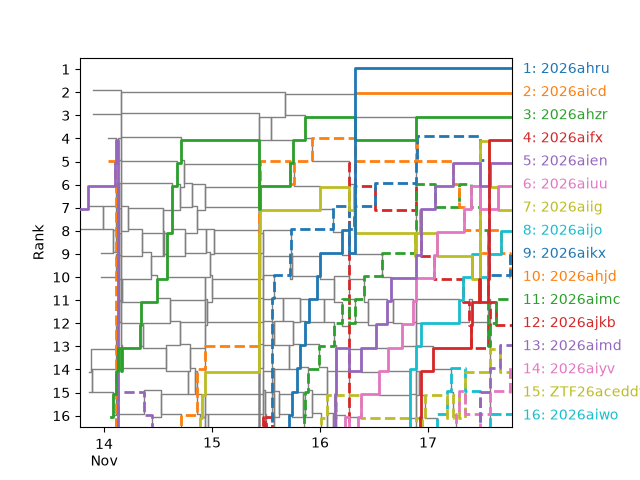 1
2
3
4
5
6
7
8
9
10
11
12
13
14
15
16
Rank
14
15
16
17
Nov
1: 2026ahru
2: 2026aicd
3: 2026ahzr
4: 2026aifx
5: 2026aien
6: 2026aiuu
7: 2026aiig
8: 2026aijo
9: 2026aikx
10: 2026ahjd
11: 2026aimc
12: 2026ajkb
13: 2026aimd
14: 2026aiyv
15: ZTF26acedd
16: 2026aiwo